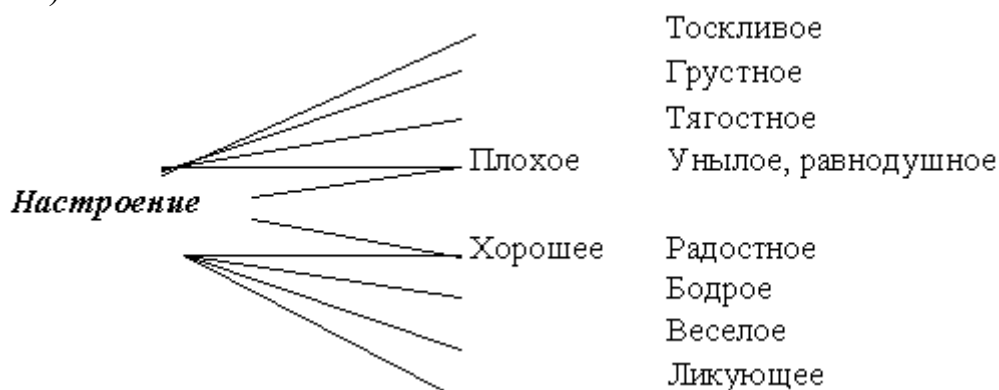 )
Тоскливое
Грустное
Тягостное
Плохое Унылое, равнодушное
Настроение
Хорошее Радостное
Бодрое
Веселое
Ликующее